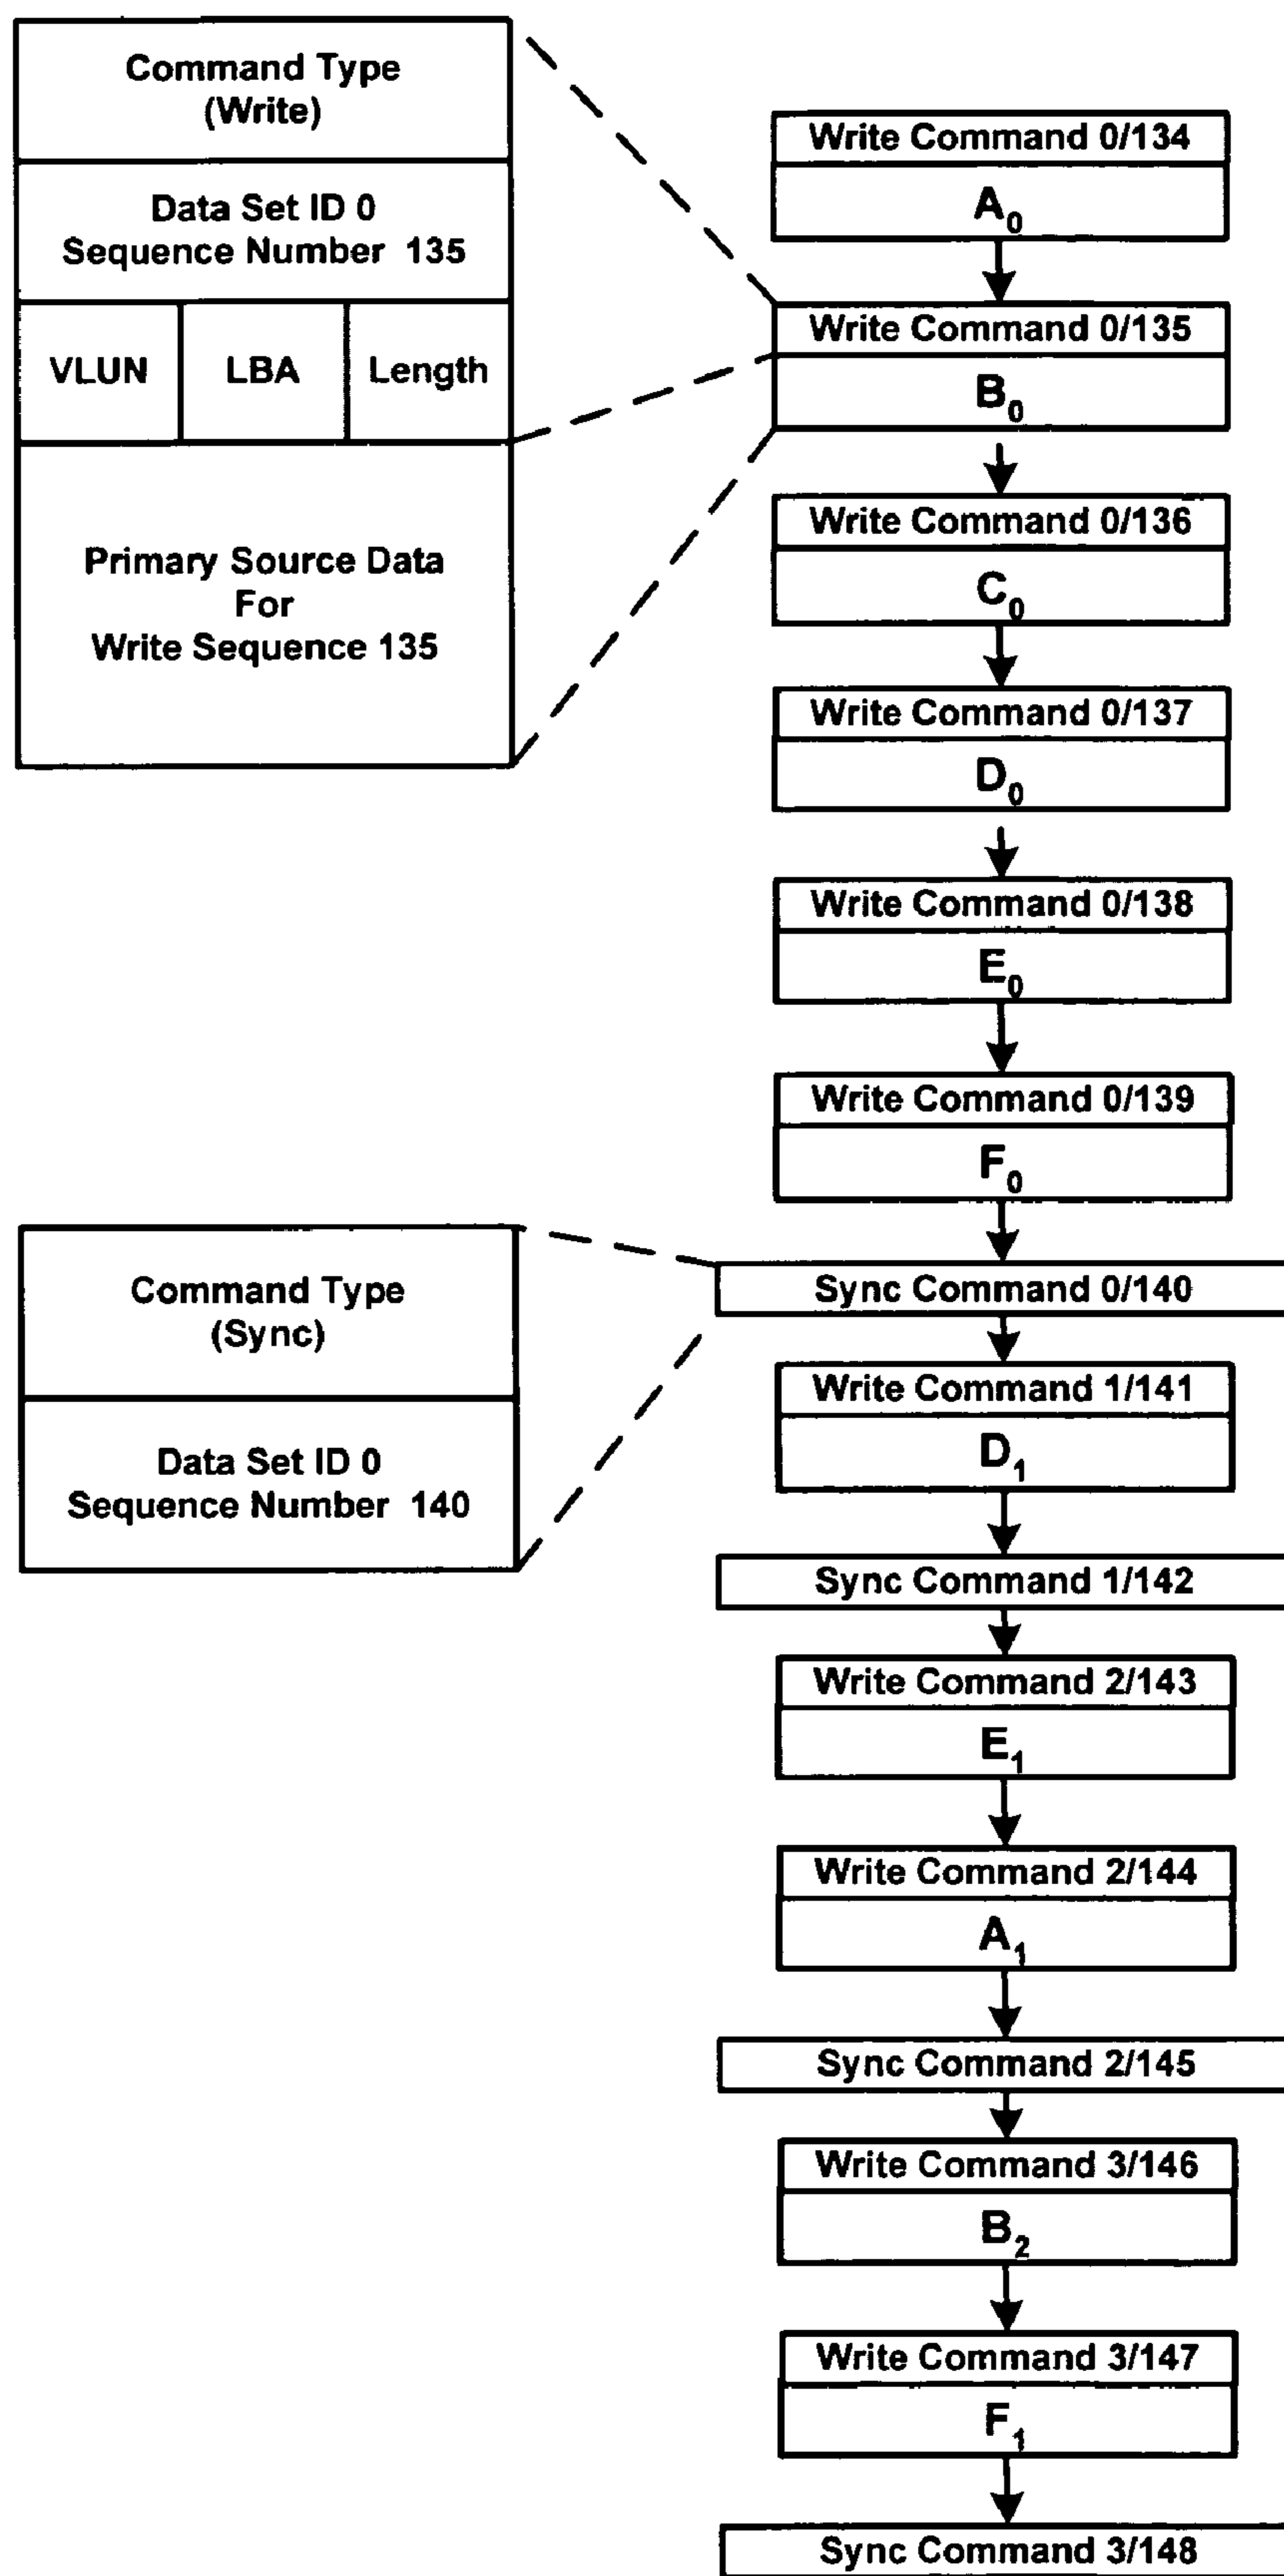 Command Type
(Write)
Data Set ID 0
Sequence Number 135
VLUN LBA Length
Primary Source Data
For
Write Sequence 135
Write Command 0/134
A₀
Write Command 0/135
B₀
Write Command 0/136
C₀
Write Command 0/137
D₀
Write Command 0/138
E₀
Write Command 0/139
F₀
Command Type
(Sync)
Data Set ID 0
Sequence Number 140
Sync Command 0/140
Write Command 1/141
D₁
Sync Command 1/142
Write Command 2/143
E₁
Write Command 2/144
A₁
Sync Command 2/145
Write Command 3/146
B₂
Write Command 3/147
F₁
Sync Command 3/148